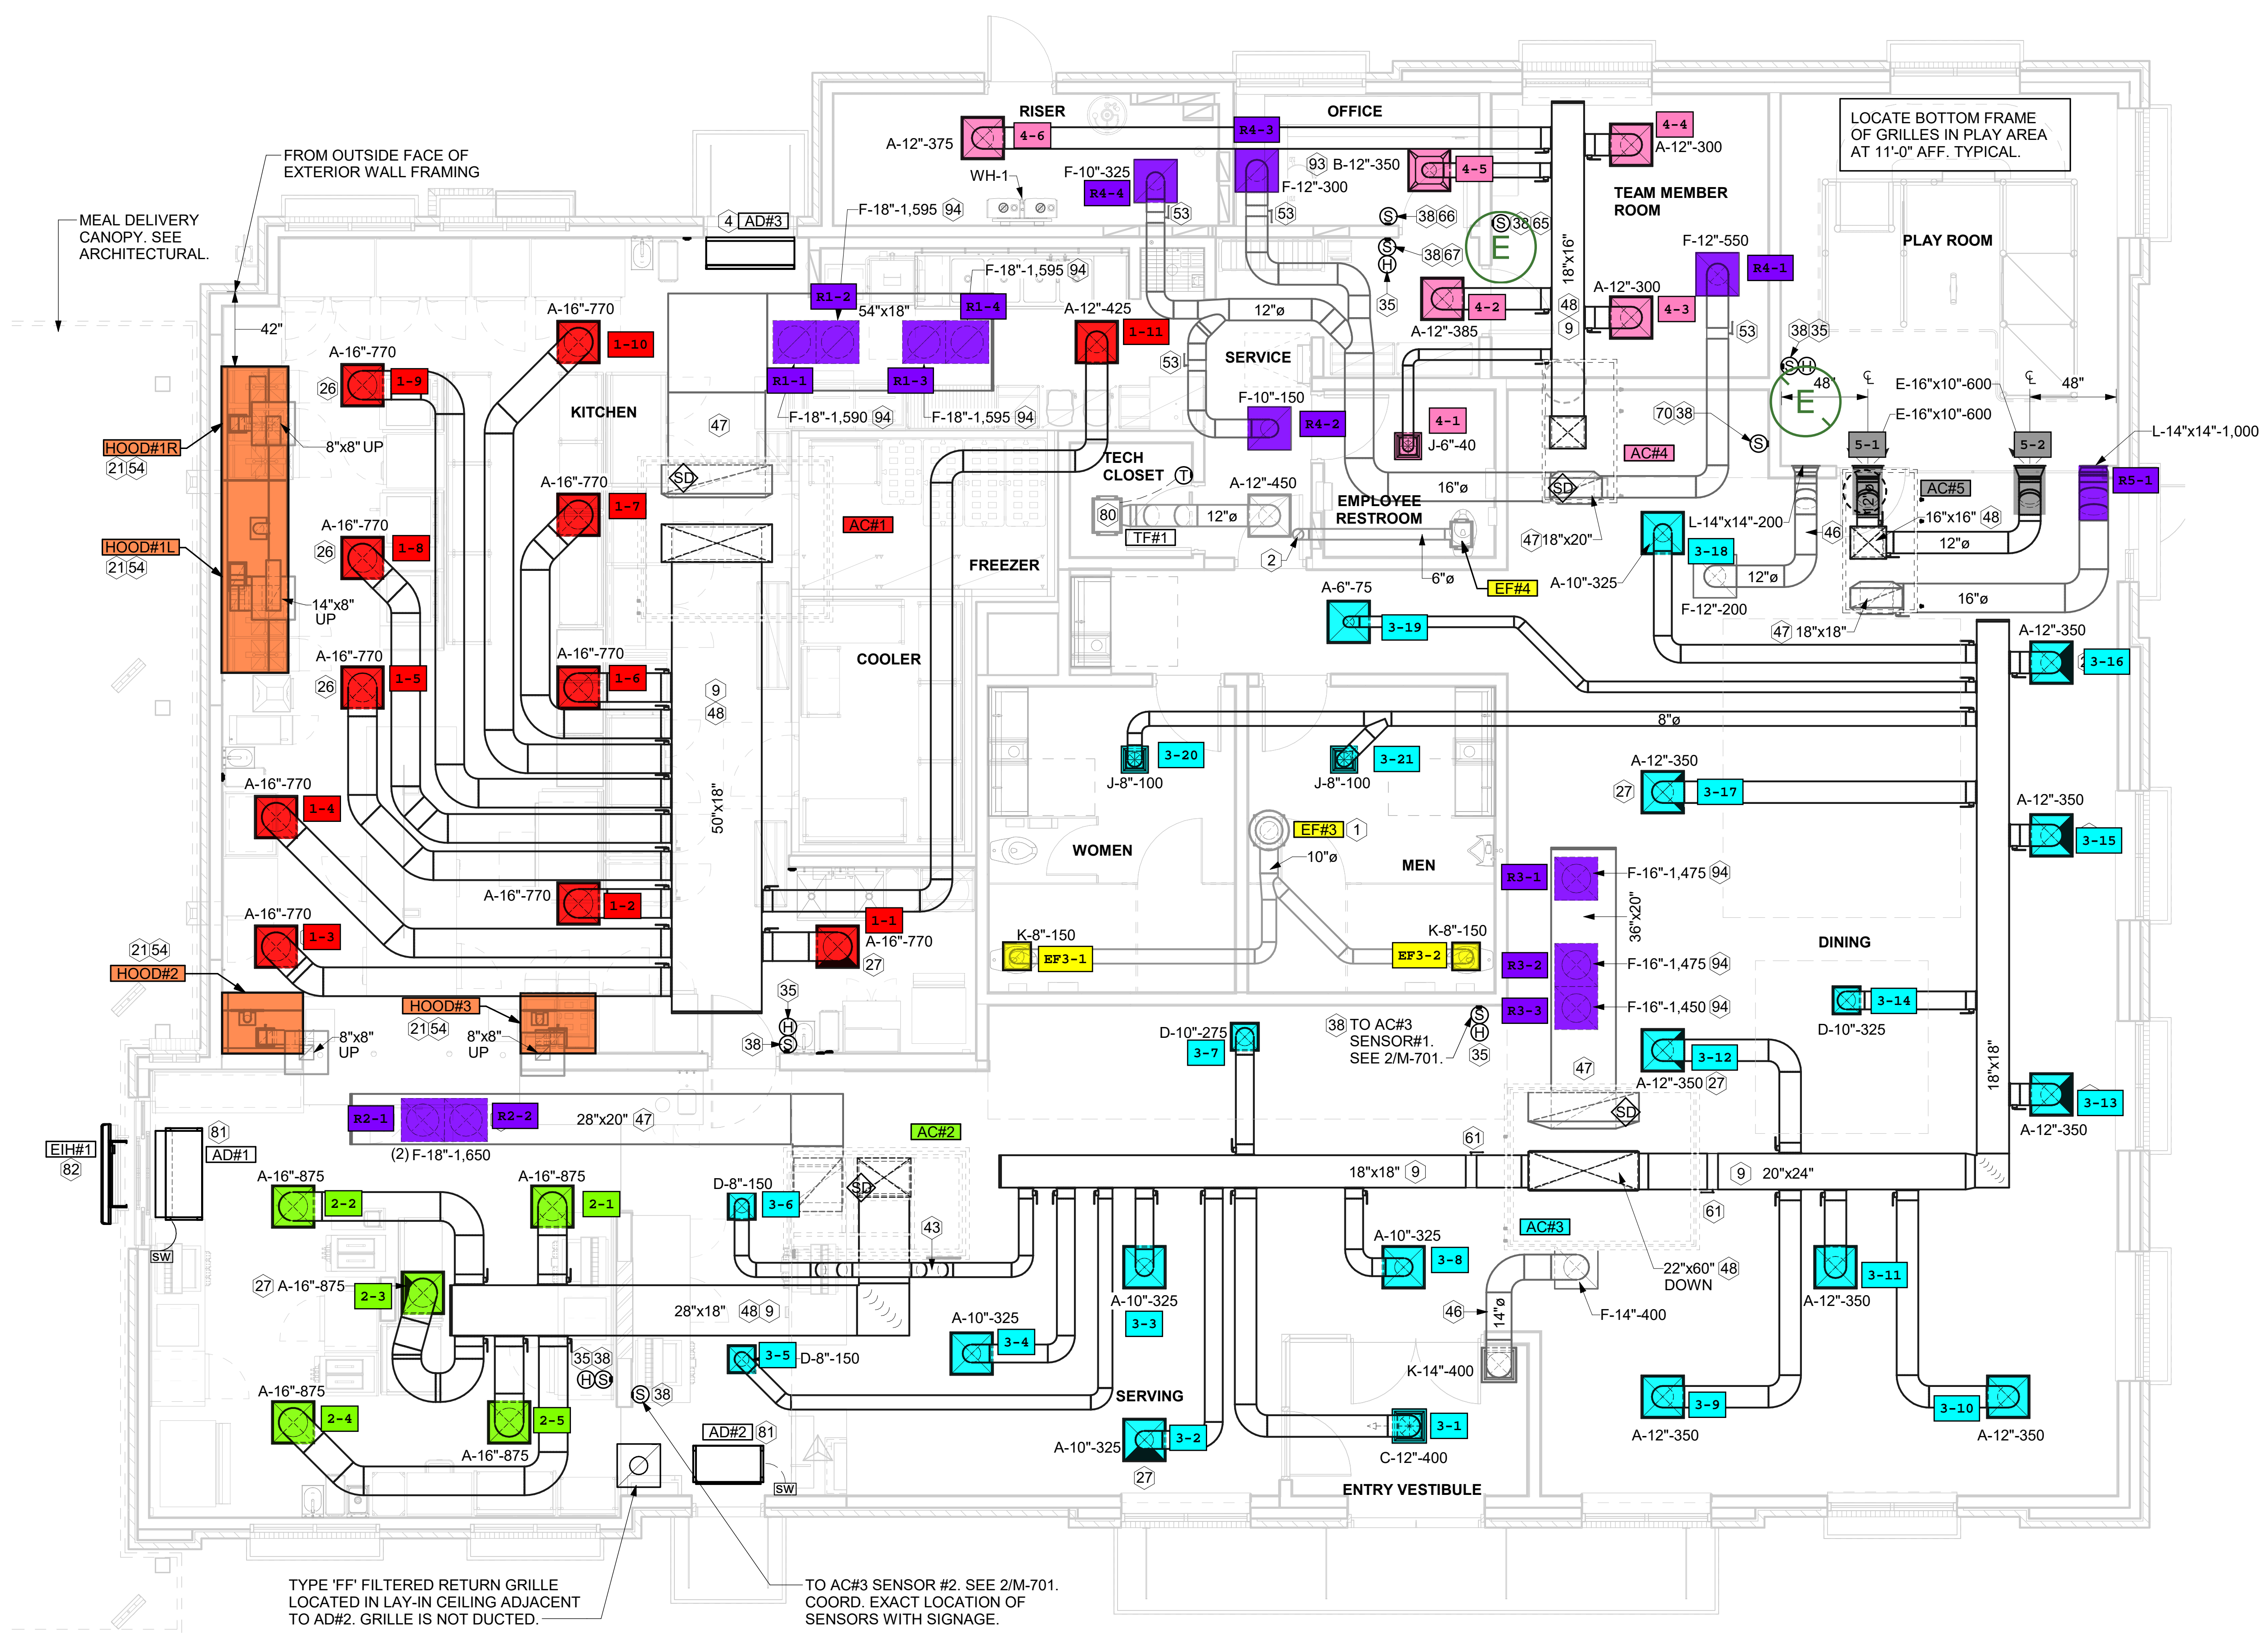 RISER
OFFICE
A-12"-375
4-6
R4-3
4-4
A-12"-300
LOCATE BOTTOM FRAME
OF GRILLES IN PLAY AREA
AT 11'-0" AFF. TYPICAL.
FROM OUTSIDE FACE OF
EXTERIOR WALL FRAMING
WH-1
F-10"-325
R4-4
F-12"-300
93
B-12"-350
4-5
TEAM MEMBER
ROOM
MEAL DELIVERY
CANOPY. SEE
ARCHITECTURAL.
4
AD#3
F-18"-1,595
94
53
53
S
38
66
S
38
65
E
S
38
67
H
35
18"x16"
F-12"-550
R4-1
PLAY ROOM
F-18"-1,595
94
R1-2
R1-4
54"x18"
42"
A-16"-770
1-10
A-12"-425
1-11
12"ø
4-2
A-12"-385
48
9
A-12"-300
4-3
53
38
35
S
H
A-16"-770
26
1-9
R1-1
R1-3
53
SERVICE
48"
E
℄
E-16"x10"-600
℄
48"
E-16"x10"-600
KITCHEN
F-18"-1,590
94
F-18"-1,595
94
47
F-10"-150
R4-2
4-1
J-6"-40
AC#4
70
38
S
5-1
5-2
L-14"x14"-1,000
HOOD#1R
21
54
8"x8" UP
SD
TECH
CLOSET
T
A-12"-450
16"ø
SD
R5-1
A-16"-770
1-7
AC#1
80
12"ø
TF#1
EMPLOYEE
RESTROOM
47
18"x20"
L-14"x14"-200
12"ø
AC#5
16"x16"
48
46
12"ø
HOOD#1L
21
54
A-16"-770
26
1-8
FREEZER
2
6"ø
EF#4
3-18
A-10"-325
12"ø
F-12"-200
16"ø
14"x8"
UP
A-6"-75
3-19
47
18"x18"
A-12"-350
3-16
A-16"-770
26
1-5
A-16"-770
1-6
COOLER
9
48
8"ø
3-20
J-8"-100
3-21
J-8"-100
A-12"-350
27
3-17
A-16"-770
1-4
50"x18"
A-12"-350
3-15
EF#3
1
WOMEN
10"ø
MEN
R3-1
F-16"-1,475
94
A-16"-770
1-2
36"x20"
A-16"-770
1-3
1-1
A-16"-770
27
K-8"-150
EF3-1
K-8"-150
EF3-2
DINING
R3-2
F-16"-1,475
94
21
54
HOOD#2
HOOD#3
21
54
35
H
38
S
R3-3
F-16"-1,450
94
3-14
D-10"-325
8"x8"
UP
8"x8"
UP
D-10"-275
3-7
38
TO AC#3
SENSOR#1.
SEE 2/M-701.
S
H
35
47
3-12
A-12"-350
27
18"x18"
3-13
A-12"-350
R2-1
R2-2
28"x20"
47
AC#2
SD
(2) F-18"-1,650
EIH#1
82
81
AD#1
61
18"x18"
9
9
20"x24"
61
A-16"-875
2-2
A-16"-875
2-1
D-8"-150
3-6
SD
43
AC#3
SW
27
A-16"-875
2-3
28"x18"
48
9
A-10"-325
3-3
A-10"-325
3-8
22"x60"
DOWN
48
3-11
A-12"-350
A-10"-325
3-4
46
14"ø
F-14"-400
35
38
H
S
3-5
D-8"-150
S
38
K-14"-400
A-16"-875
2-4
2-5
A-16"-875
SERVING
AD#2
81
SW
A-10"-325
3-2
27
3-1
C-12"-400
3-9
A-12"-350
3-10
A-12"-350
ENTRY VESTIBULE
TYPE 'FF' FILTERED RETURN GRILLE
LOCATED IN LAY-IN CEILING ADJACENT
TO AD#2. GRILLE IS NOT DUCTED.
TO AC#3 SENSOR #2. SEE 2/M-701.
COORD. EXACT LOCATION OF
SENSORS WITH SIGNAGE.